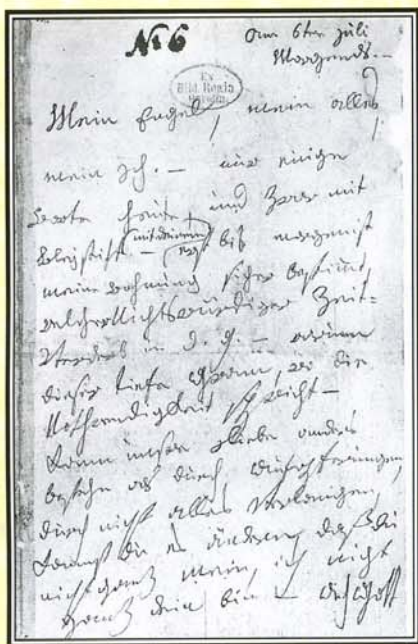 No 6
am 6ten Juli
Morgends. –
Ex
Bibl. Regia
Berolin.
Mein Engel, mein alles
mein Ich. – nur einige
Worte heute, und zwar mit
Bleystift – (mit deinem) erst bis morgen ist
meine Wohnung sicher bestimmt,
welcher Nichtswürdiger Zeit-
Verderb in d. g. – warum
dieser tiefe Gram, wo die
Nothwendigkeit spricht –
Kann unsre Liebe anders
bestehn als durch Aufopferungen,
durch nicht alles verlangen,
kannst du es ändern, daß du
nicht ganz mein, ich nicht
ganz dein bin – Ach Gott